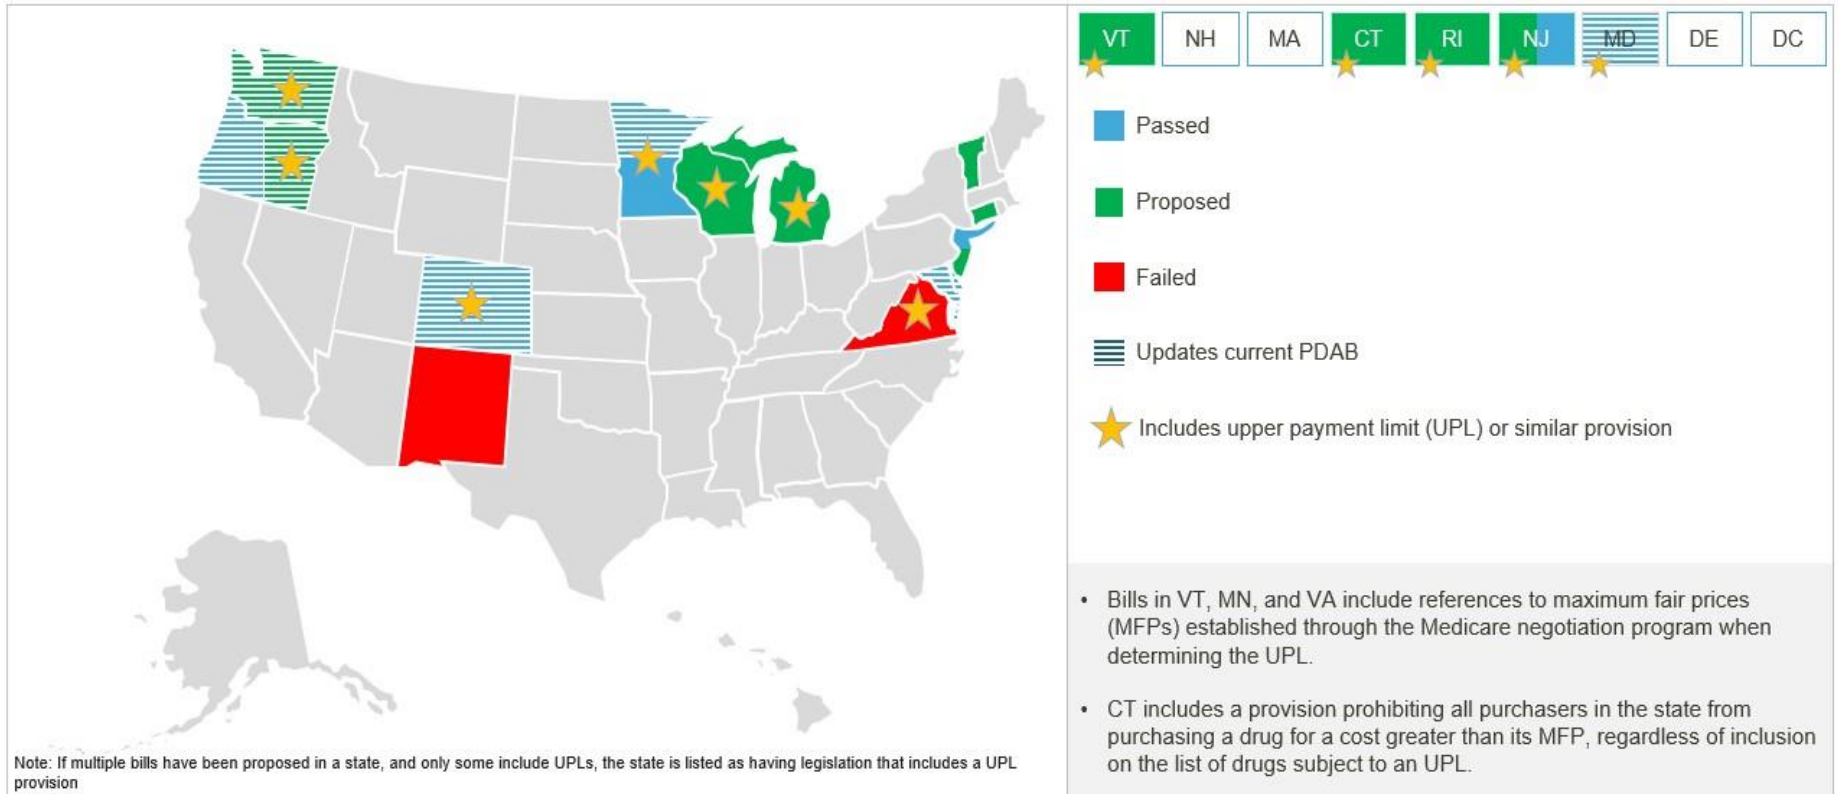 VT NH MA CT RI NJ MD DE DC
Passed
Proposed
Failed
Updates current PDAB
Includes upper payment limit (UPL) or similar provision
• Bills in VT, MN, and VA include references to maximum fair prices
(MFPs) established through the Medicare negotiation program when
determining the UPL.
• CT includes a provision prohibiting all purchasers in the state from
purchasing a drug for a cost greater than its MFP, regardless of inclusion
on the list of drugs subject to an UPL.
Note: If multiple bills have been proposed in a state, and only some include UPLs, the state is listed as having legislation that includes a UPL
provision